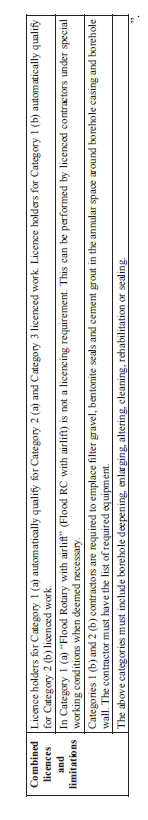 Combined
licences
and
limitations
Licence holders for Category 1 (a) automatically qualify for Category 2 (a) and Category 3 licenced work. Licence holders for Category 1 (b) automatically qualify
for Category 2 (b) licenced work.
In Category 1 (a) “Flood Rotary with airlift” (Flood RC with airlift) is not a licencing requirement. This can be performed by licenced contractors under special
working conditions when deemed necessary.
Categories 1 (b) and 2 (b) contractors are required to emplace filter gravel, bentonite seals and cement grout in the annular space around borehole casing and borehole
wall. The contractor must have the list of required equipment.
The above categories must include borehole deepening, enlarging, altering, cleaning, rehabilitation or sealing.
”.